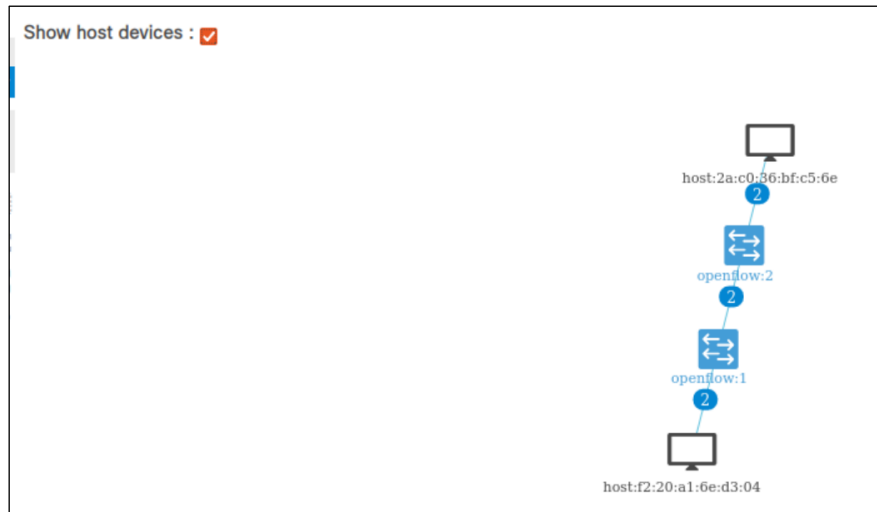 Show host devices :
host:2a:c0:36:bf:c5:6e
2
openflow:2
2
openflow:1
2
host:f2:20:a1:6e:d3:04